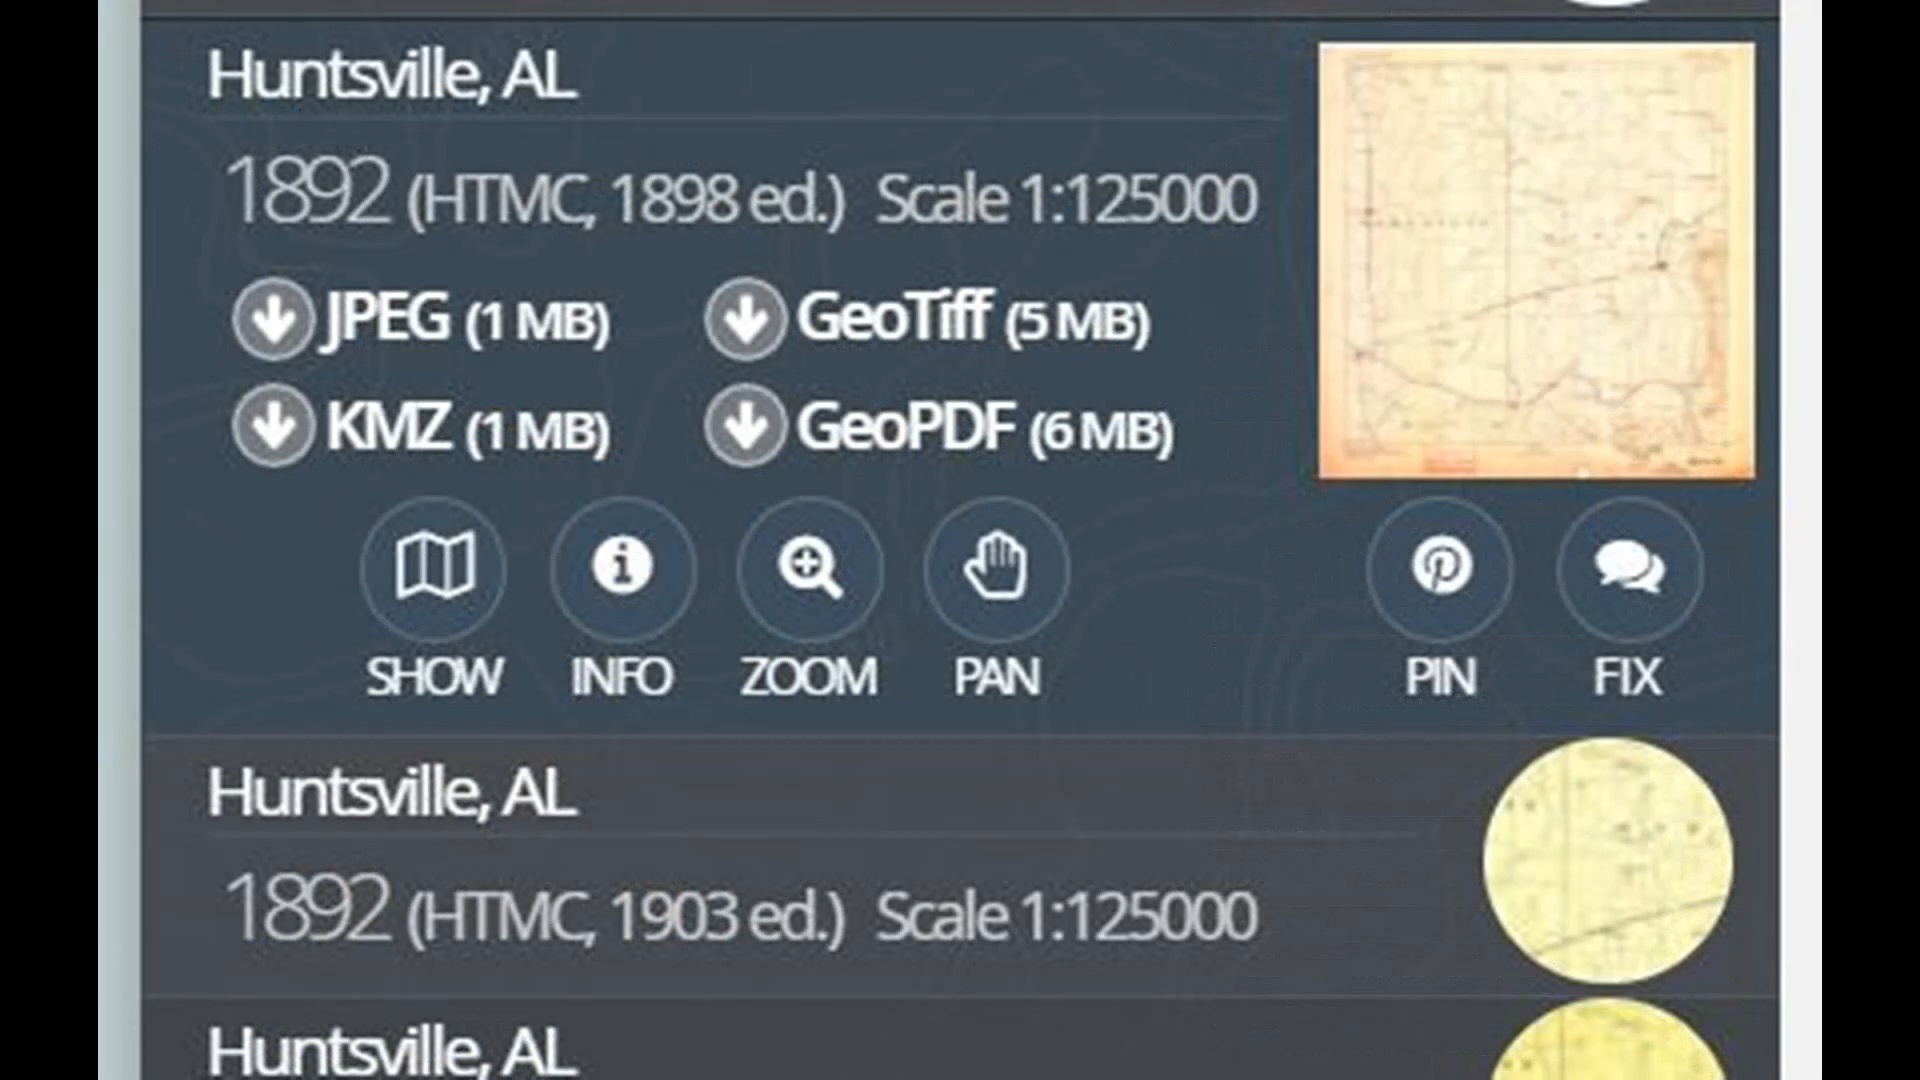 Huntsville, AL
1892 (HTMC, 1898 ed.) Scale 1:125000
JPEG (1 MB) GeoTiff (5 MB)
KMZ (1 MB) GeoPDF (6 MB)
SHOW INFO ZOOM PAN PIN FIX
Huntsville, AL
1892 (HTMC, 1903 ed.) Scale 1:125000
Huntsville, AL